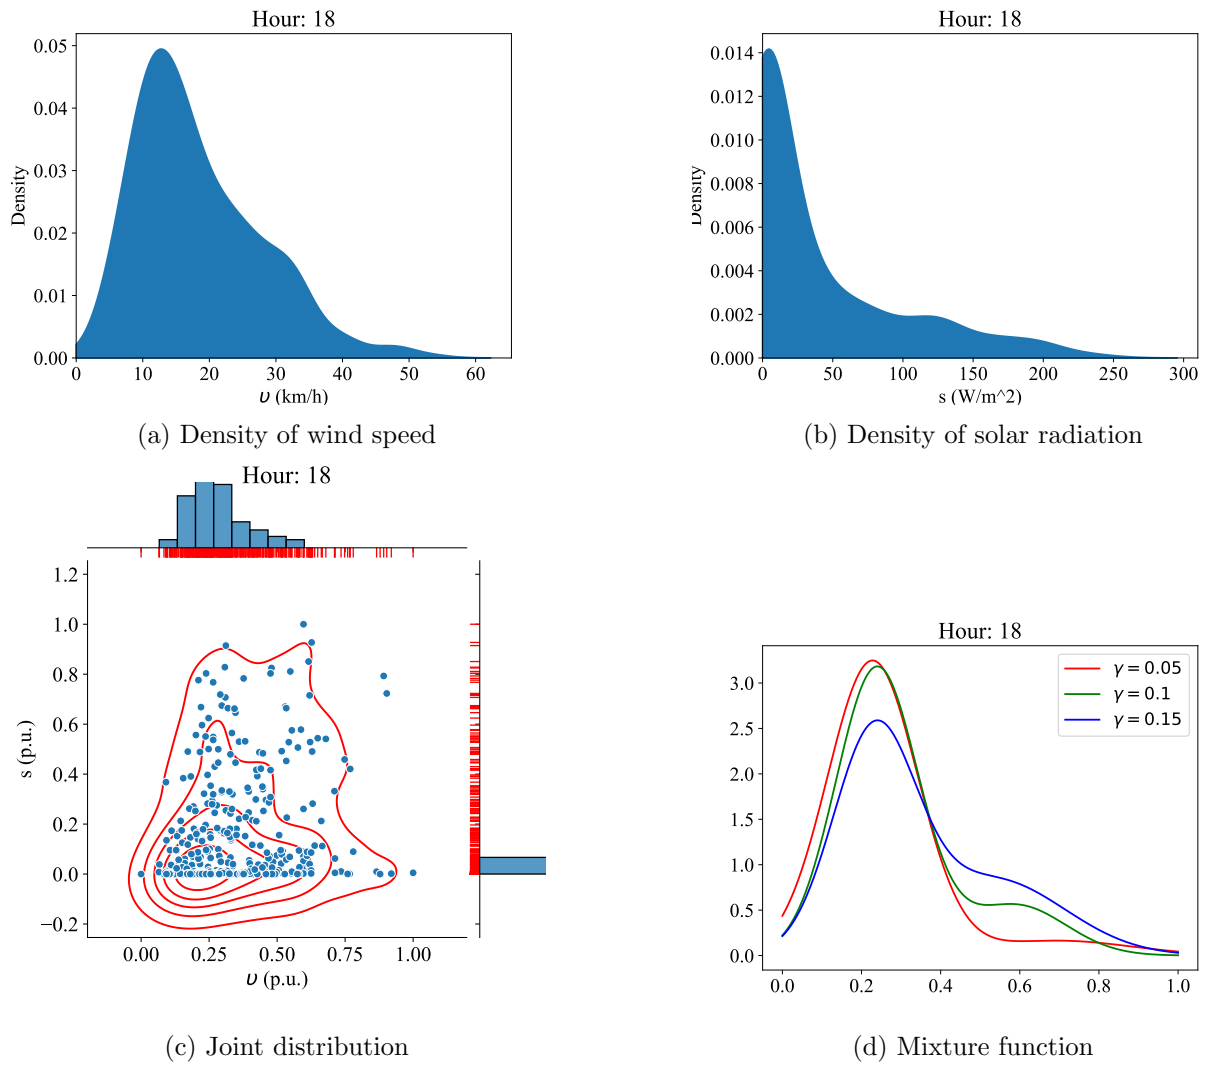 Hour: 18
0.05
0.04
0.03
0.02
0.01
0.00
Density
0 10 20 30 40 50 60
υ (km/h)
(a) Density of wind speed
Hour: 18
0.014
0.012
0.010
0.008
0.006
0.004
0.002
0.000
Density
0 50 100 150 200 250 300
s (W/m^2)
(b) Density of solar radiation
Hour: 18
1.2
1.0
0.8
0.6
0.4
0.2
0.0
−0.2
s (p.u.)
0.00 0.25 0.50 0.75 1.00
υ (p.u.)
(c) Joint distribution
Hour: 18
γ = 0.05
γ = 0.1
γ = 0.15
3.0
2.5
2.0
1.5
1.0
0.5
0.0
0.0 0.2 0.4 0.6 0.8 1.0
(d) Mixture function